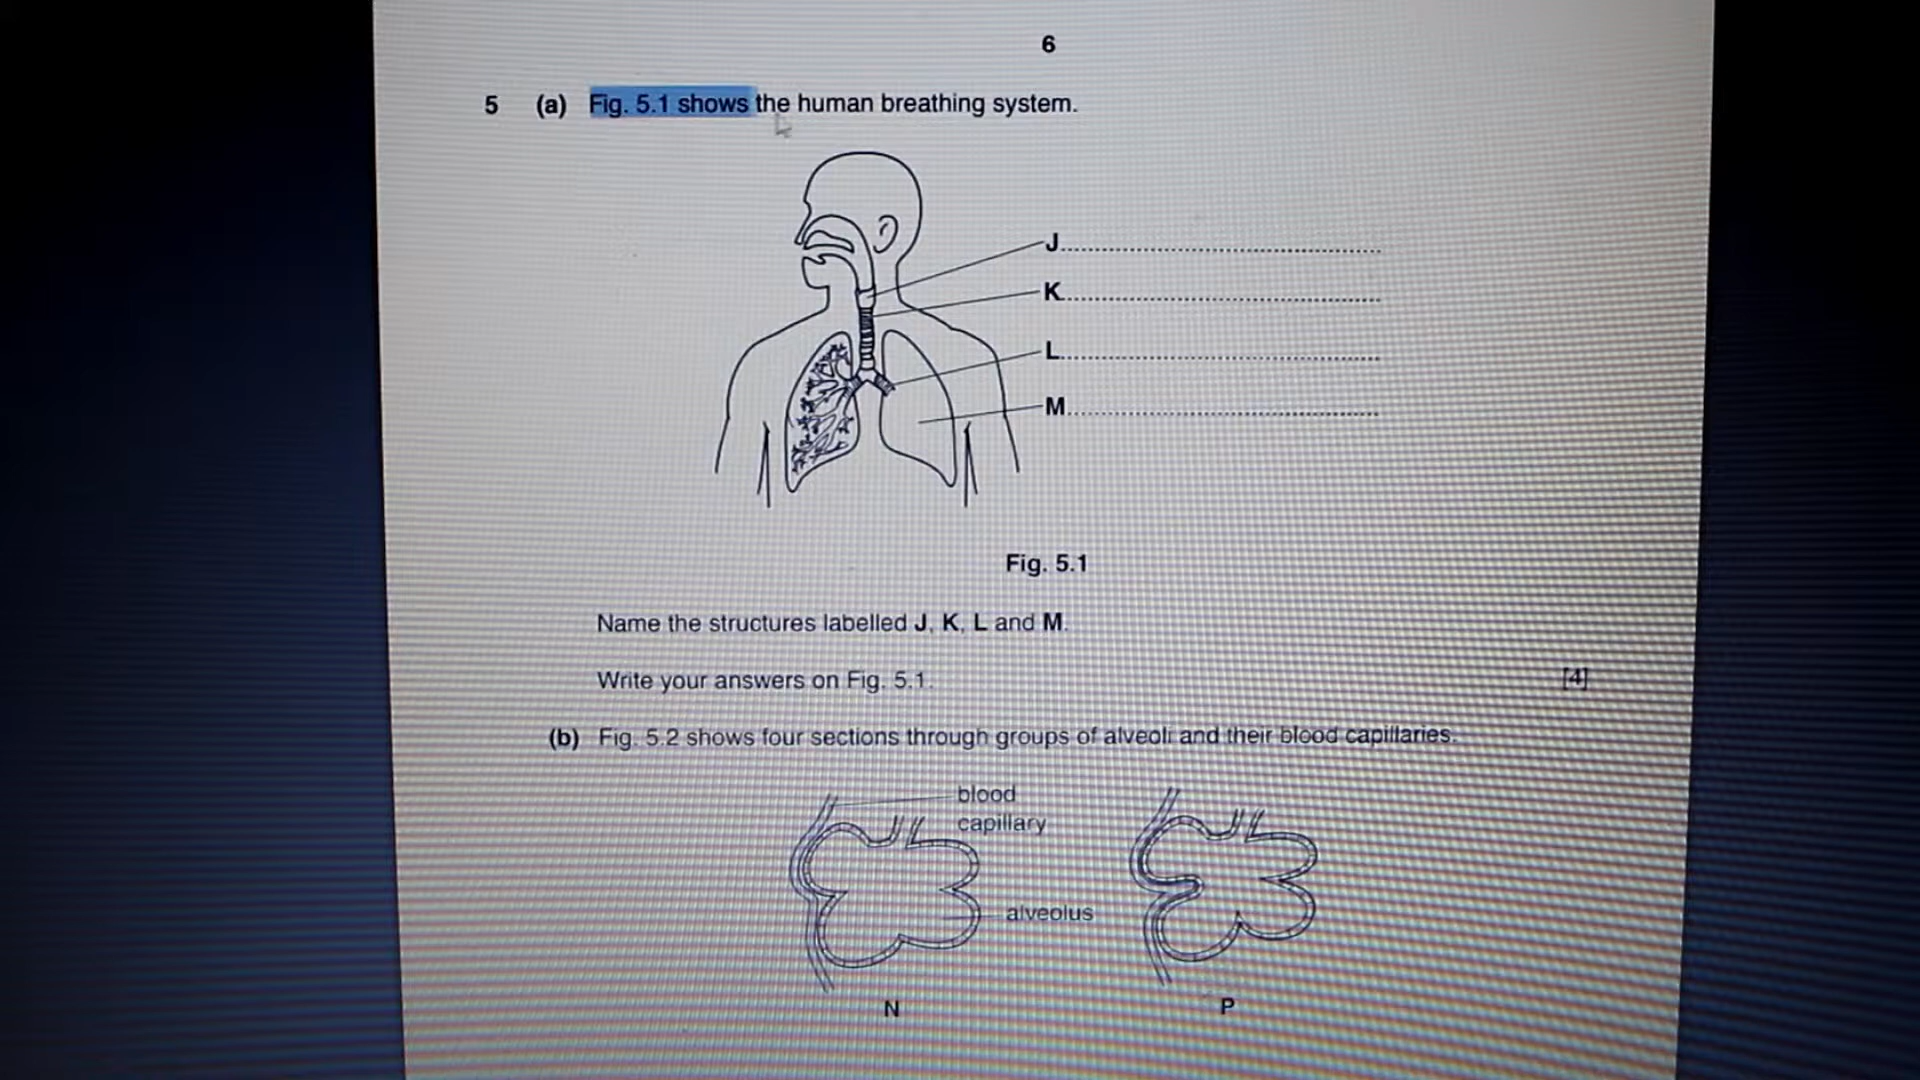 6
5 (a) Fig. 5.1 shows the human breathing system.
J........................................................
K........................................................
L........................................................
M........................................................
Fig. 5.1
Name the structures labelled J, K, L and M.
Write your answers on Fig. 5.1. [4]
(b) Fig. 5.2 shows four sections through groups of alveoli and their blood capillaries.
blood
capillary
alveolus
N P